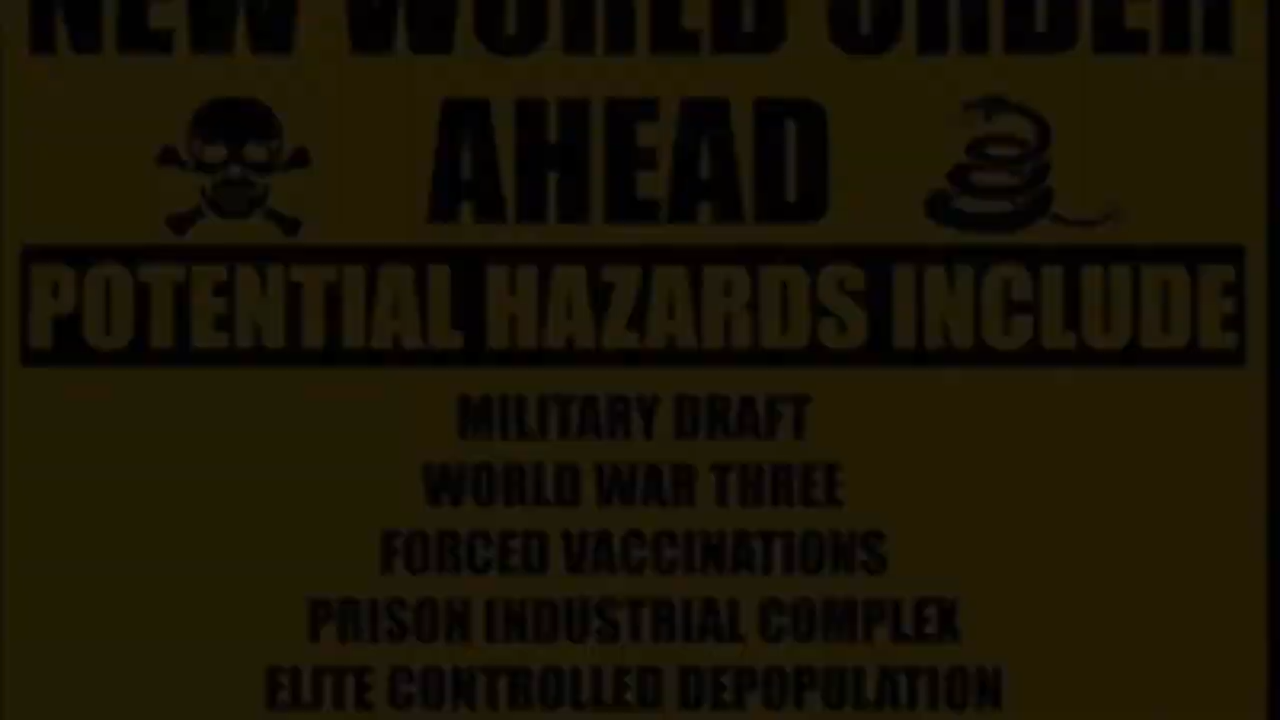 NEW WORLD ORDER
AHEAD
POTENTIAL HAZARDS INCLUDE
MILITARY DRAFT
WORLD WAR THREE
FORCED VACCINATIONS
PRISON INDUSTRIAL COMPLEX
ELITE CONTROLLED DEPOPULATION